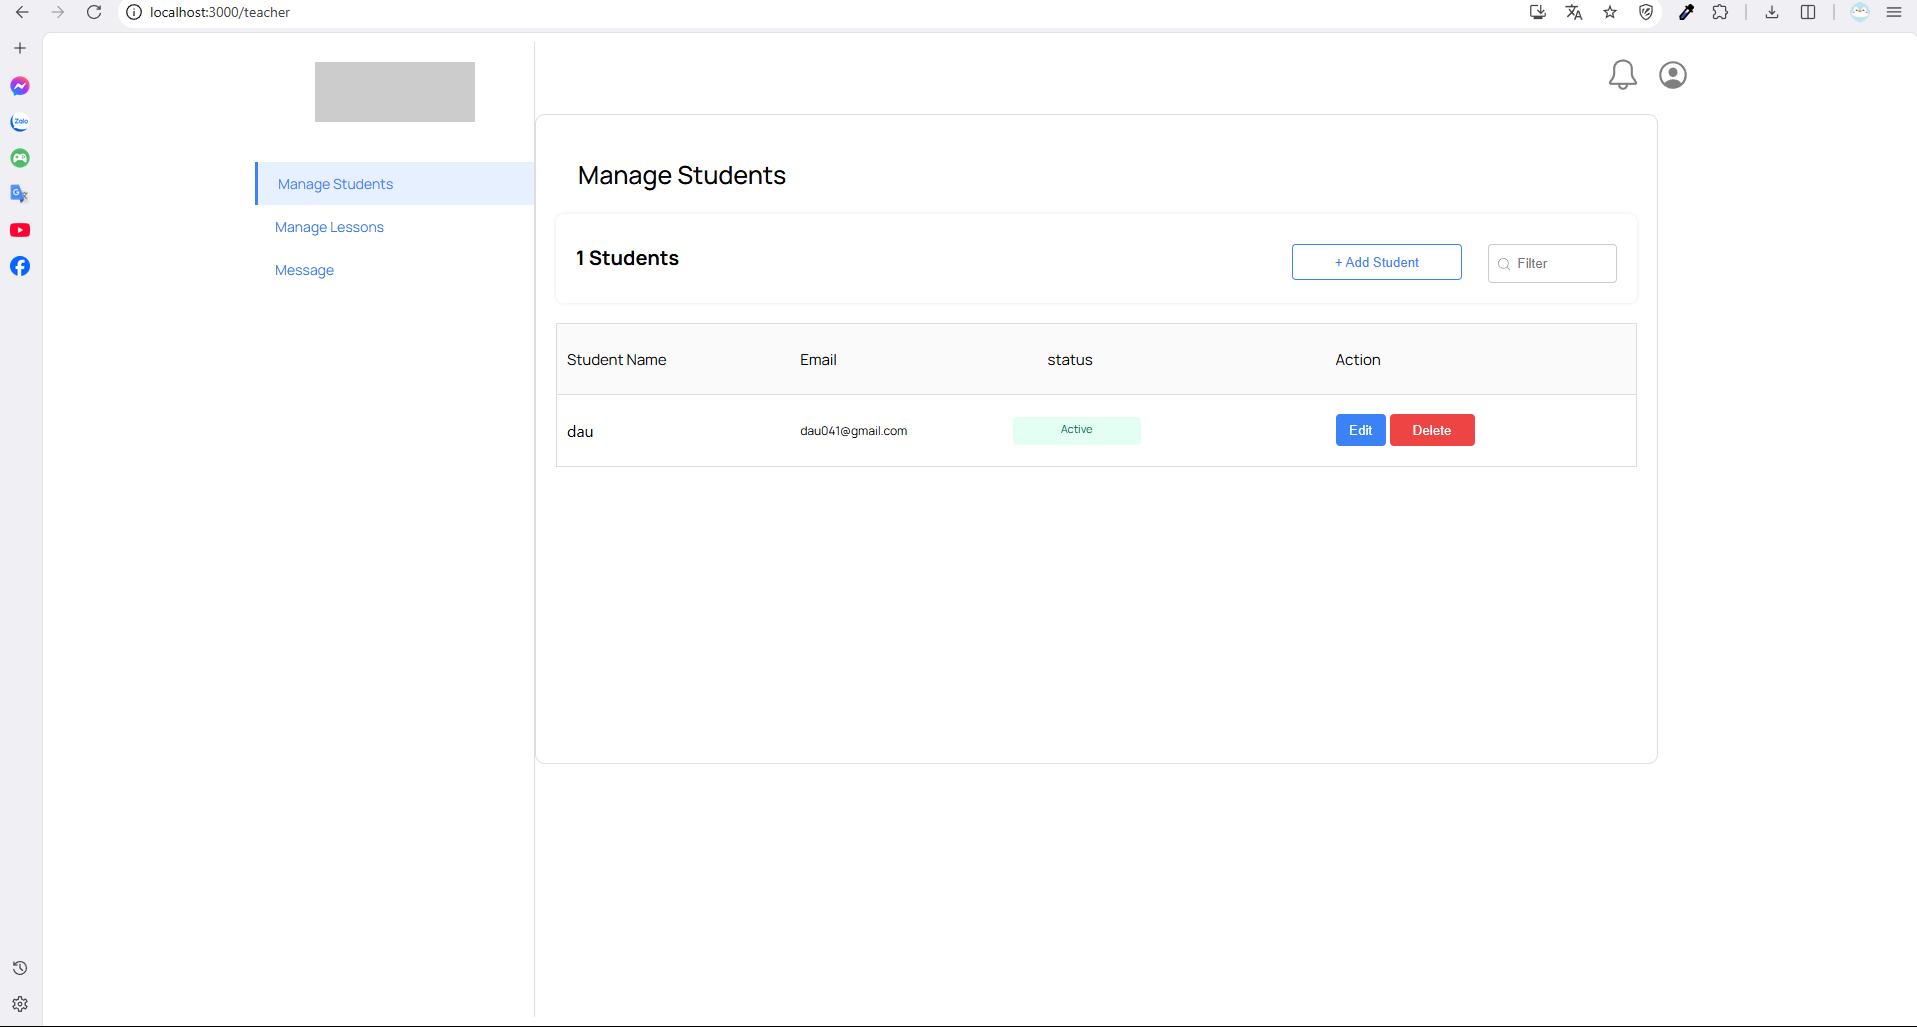 localhost:3000/teacher
Zalo
Manage Students
Manage Lessons
Message
Manage Students
1 Students
+ Add Student
Filter
Student Name Email status Action
dau dau041@gmail.com Active Edit Delete